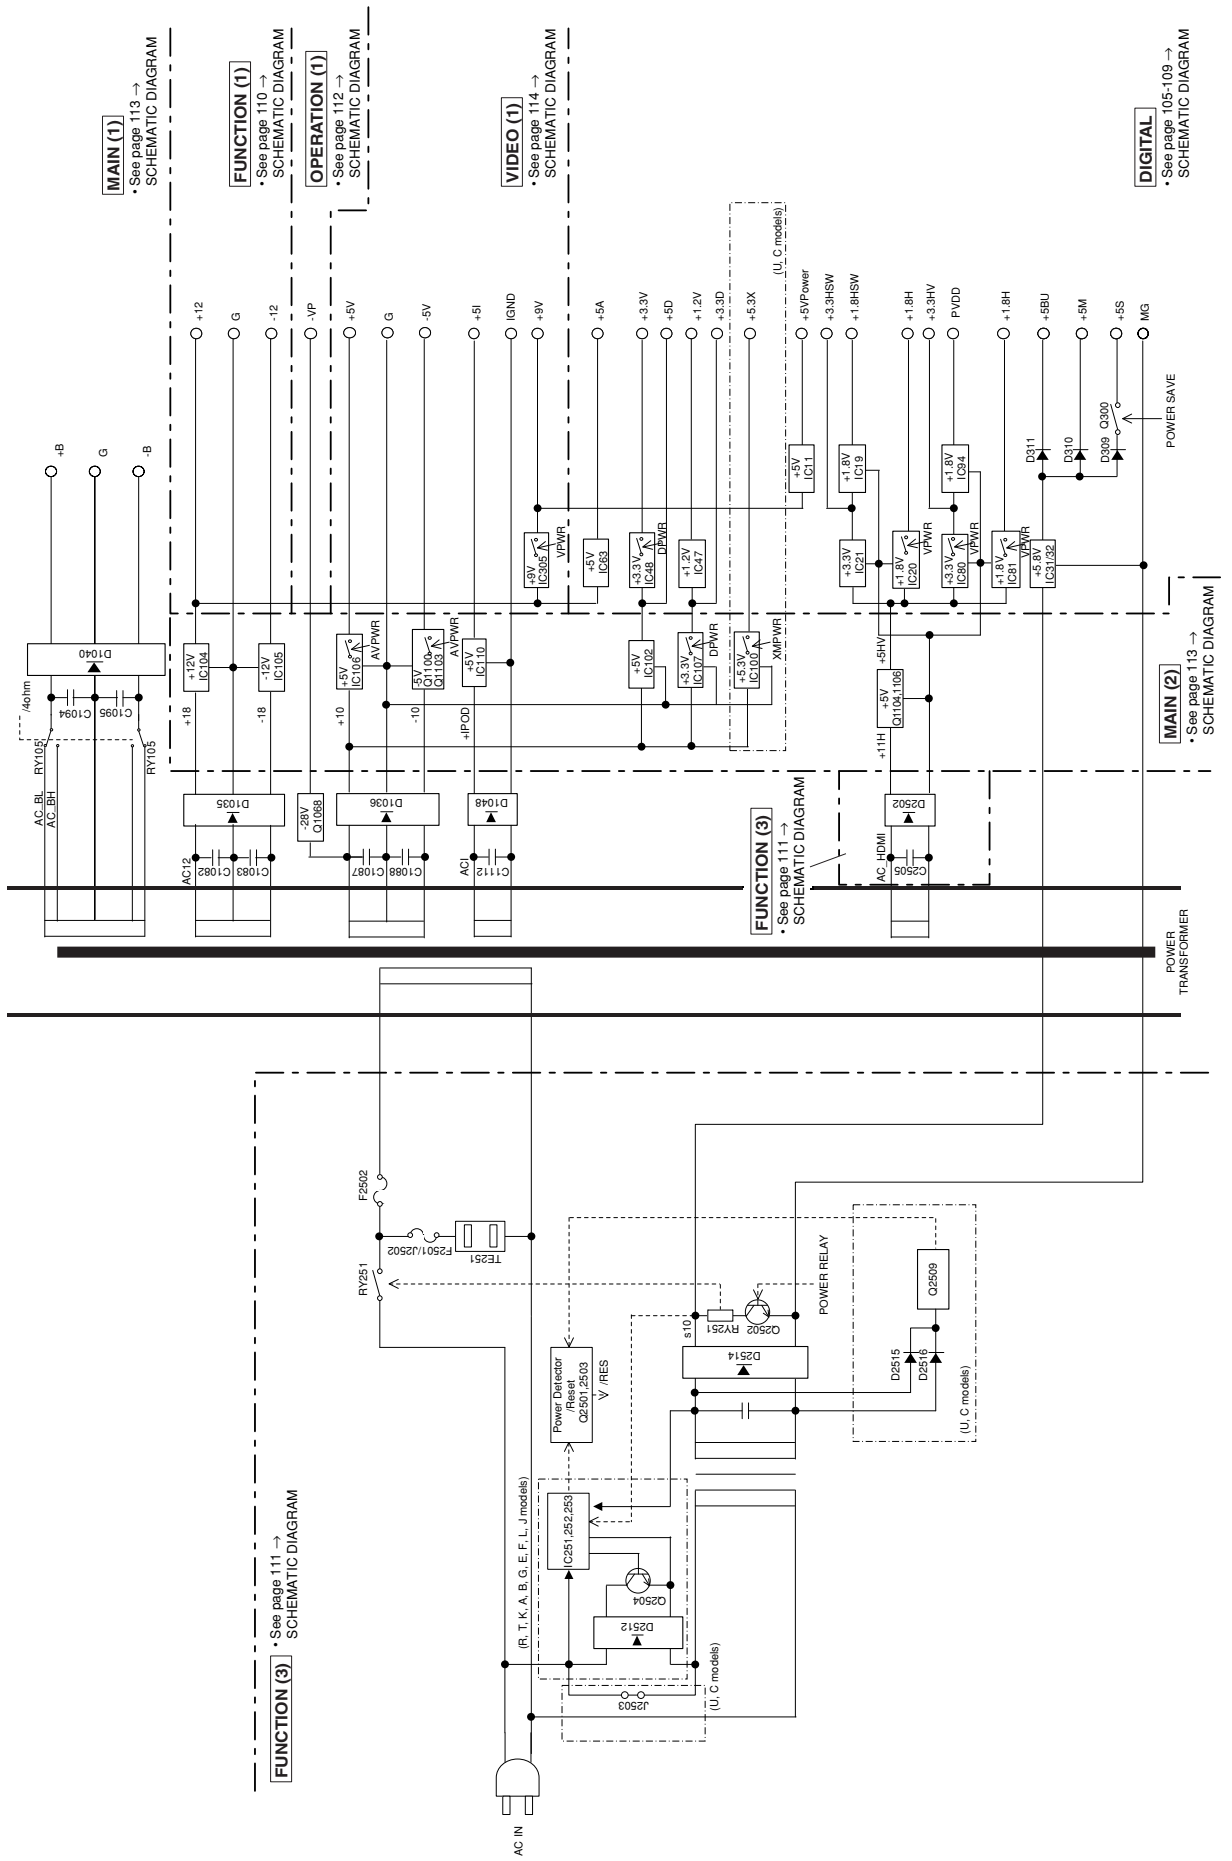 MAIN (1)
• See page 113 →
SCHEMATIC DIAGRAM
FUNCTION (1)
• See page 110 →
SCHEMATIC DIAGRAM
OPERATION (1)
• See page 112 →
SCHEMATIC DIAGRAM
VIDEO (1)
• See page 114 →
SCHEMATIC DIAGRAM
DIGITAL
• See page 105-109 →
SCHEMATIC DIAGRAM
+B
G
-B
+12
G
-12
-VP
+5V
G
-5V
+5I
IGND
+9V
+5A
+3.3V
+5D
+1.2V
+3.3D
+5.3X
(U, C models)
+5VPower
+3.3HSW
+1.8HSW
+1.8H
+3.3HV
PVDD
+1.8H
+5BU
+5M
+5S
MG
D1040
/4ohm
C1094
C1095
RY105
RY105
AC_BL
AC_BH
+12V
IC104
-12V
IC105
+18
-18
D1035
AC12
C1082
C1083
-28V
Q1068
+5V
IC106
AVPWR
-5V
Q1100
Q1103
AVPWR
+10
-10
D1036
C1087
C1088
+5V
IC110
+IPOD
D1048
ACI
C1112
+9V
IC305
VPWR
+5V
IC63
+3.3V
IC48
DPWR
+1.2V
IC47
+5V
IC102
+3.3V
IC107
DPWR
+5.3V
IC100
XMPWR
+5V
IC11
+1.8V
IC19
+3.3V
IC21
+1.8V
IC20
VPWR
+1.8V
IC94
+3.3V
IC80
VPWR
+1.8V
IC81
VPWR
+5.8V
IC31/32
D311
D310
D309
Q300
POWER SAVE
+5HV
+5V
Q1104,1106
+11H
D2502
AC_HDMI
C2505
MAIN (2)
• See page 113 →
SCHEMATIC DIAGRAM
FUNCTION (3)
• See page 111 →
SCHEMATIC DIAGRAM
POWER
TRANSFORMER
FUNCTION (3)
• See page 111 →
SCHEMATIC DIAGRAM
F2502
RY251
F2501/J2502
TE251
Power Detector
/Reset
Q2501,2503
/RES
s10
RY251
Q2502
POWER RELAY
D2514
Q2509
D2515
D2516
(U, C models)
(R, T, K, A, B, G, E, F, L, J models)
IC251,252,253
Q2504
D2512
J2503
(U, C models)
AC IN